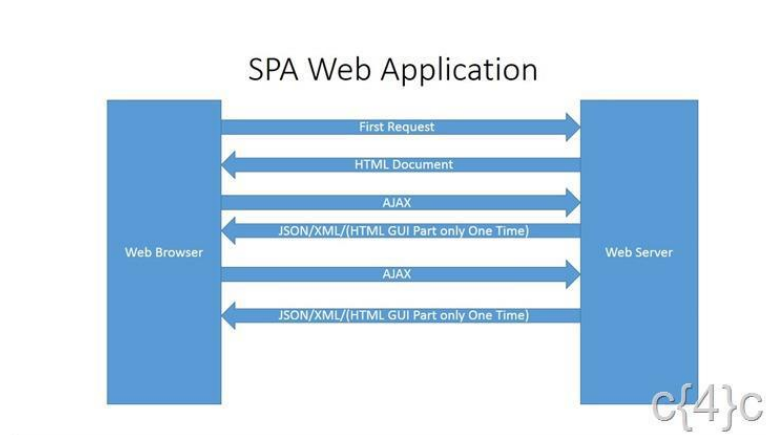 SPA Web Application
First Request
HTML Document
AJAX
JSON/XML/(HTML GUI Part only One Time)
Web Browser
Web Server
AJAX
JSON/XML/(HTML GUI Part only One Time)
c{4}c